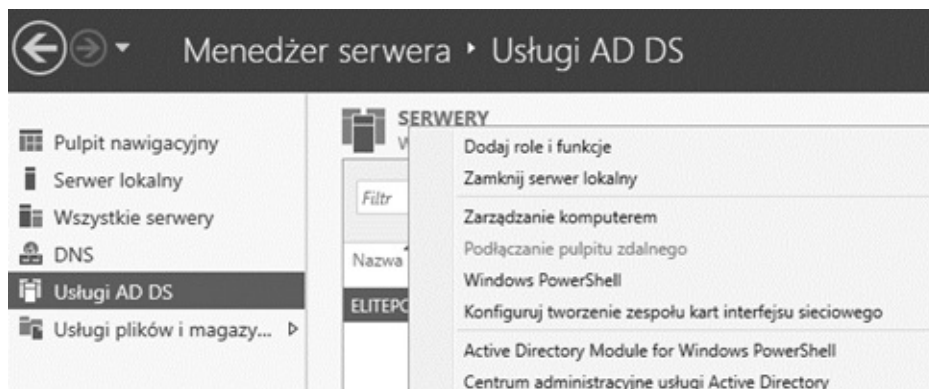 Menedżer serwera ‣ Usługi AD DS
Pulpit nawigacyjny
Serwer lokalny
Wszystkie serwery
DNS
Usługi AD DS
Usługi plików i magazy...
SERWERY
W
Filtr
Nazwa
ELITEPC
Dodaj role i funkcje
Zamknij serwer lokalny
Zarządzanie komputerem
Podłączanie pulpitu zdalnego
Windows PowerShell
Konfiguruj tworzenie zespołu kart interfejsu sieciowego
Active Directory Module for Windows PowerShell
Centrum administracyjne usługi Active Directory